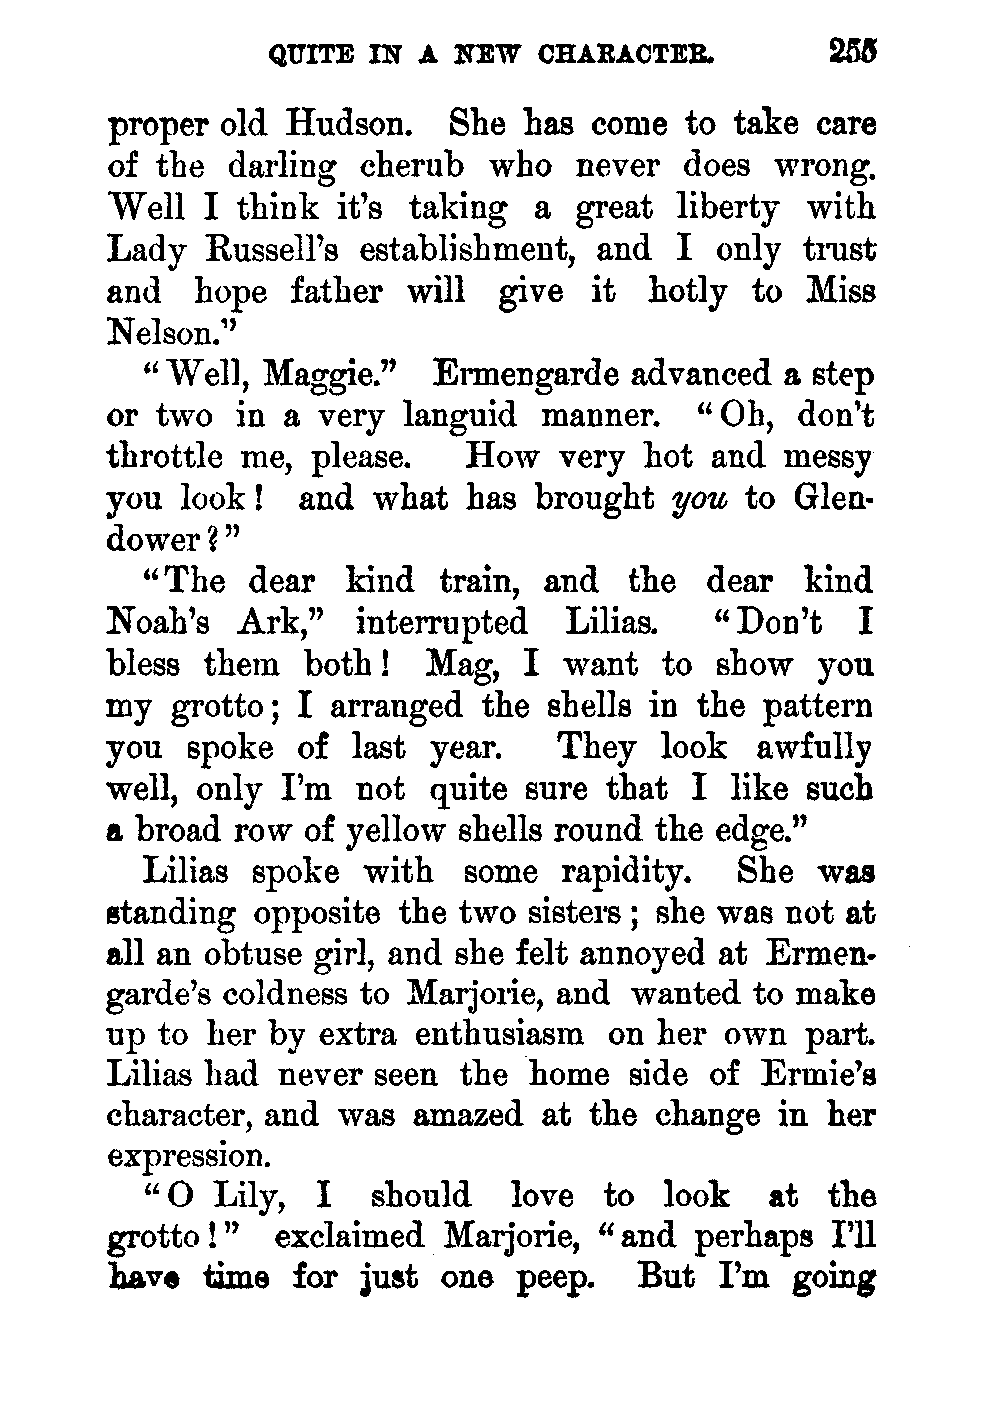 QUITE IN A NEW CHARACTER. 255
proper old Hudson. She has come to take care
of the darling cherub who never does wrong.
Well I think it's taking a great liberty with
Lady Russell's establishment, and I only trust
and hope father will give it hotly to Miss
Nelson."
"Well, Maggie." Ermengarde advanced a step
or two in a very languid manner. "Oh, don't
throttle me, please. How very hot and messy
you look! and what has brought you to Glen-
dower?"
"The dear kind train, and the dear kind
Noah's Ark," interrupted Lilias. "Don't I
bless them both! Mag, I want to show you
my grotto; I arranged the shells in the pattern
you spoke of last year. They look awfully
well, only I'm not quite sure that I like such
a broad row of yellow shells round the edge."
Lilias spoke with some rapidity. She was
standing opposite the two sisters; she was not at
all an obtuse girl, and she felt annoyed at Ermen-
garde's coldness to Marjorie, and wanted to make
up to her by extra enthusiasm on her own part.
Lilias had never seen the home side of Ermie's
character, and was amazed at the change in her
expression.
"O Lily, I should love to look at the
grotto!" exclaimed Marjorie, "and perhaps I'll
have time for just one peep. But I'm going